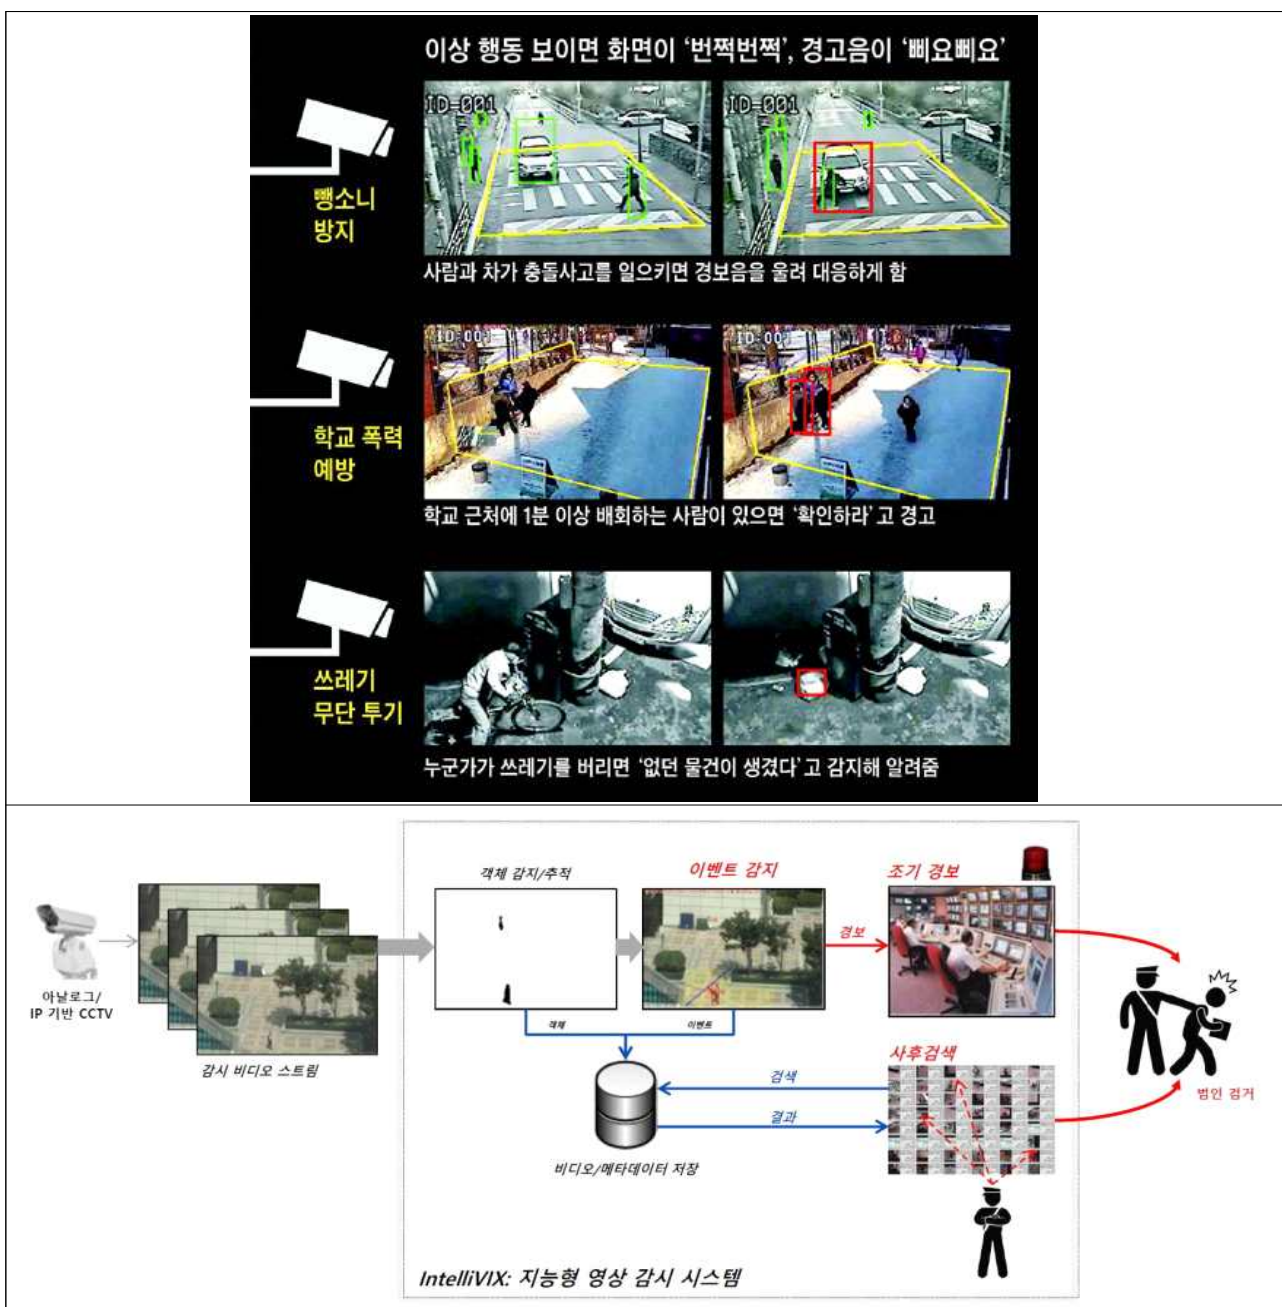 이상 행동 보이면 화면이 ‘번쩍번쩍’, 경고음이 ‘삐요삐요’
뺑소니
방지
ID-001
ID-001
사람과 차가 충돌사고를 일으키면 경보음을 울려 대응하게 함
학교 폭력
예방
ID:001
ID:001
학교 근처에 1분 이상 배회하는 사람이 있으면 ‘확인하라’고 경고
쓰레기
무단 투기
누군가가 쓰레기를 버리면 ‘없던 물건이 생겼다’고 감지해 알려줌
아날로그/
IP 기반 CCTV
감시 비디오 스트림
객체 감지/추적
이벤트 감지
조기 경보
경보
객체
이벤트
사후검색
검색
결과
비디오/메타데이터 저장
범인 검거
IntelliVIX: 지능형 영상 감시 시스템